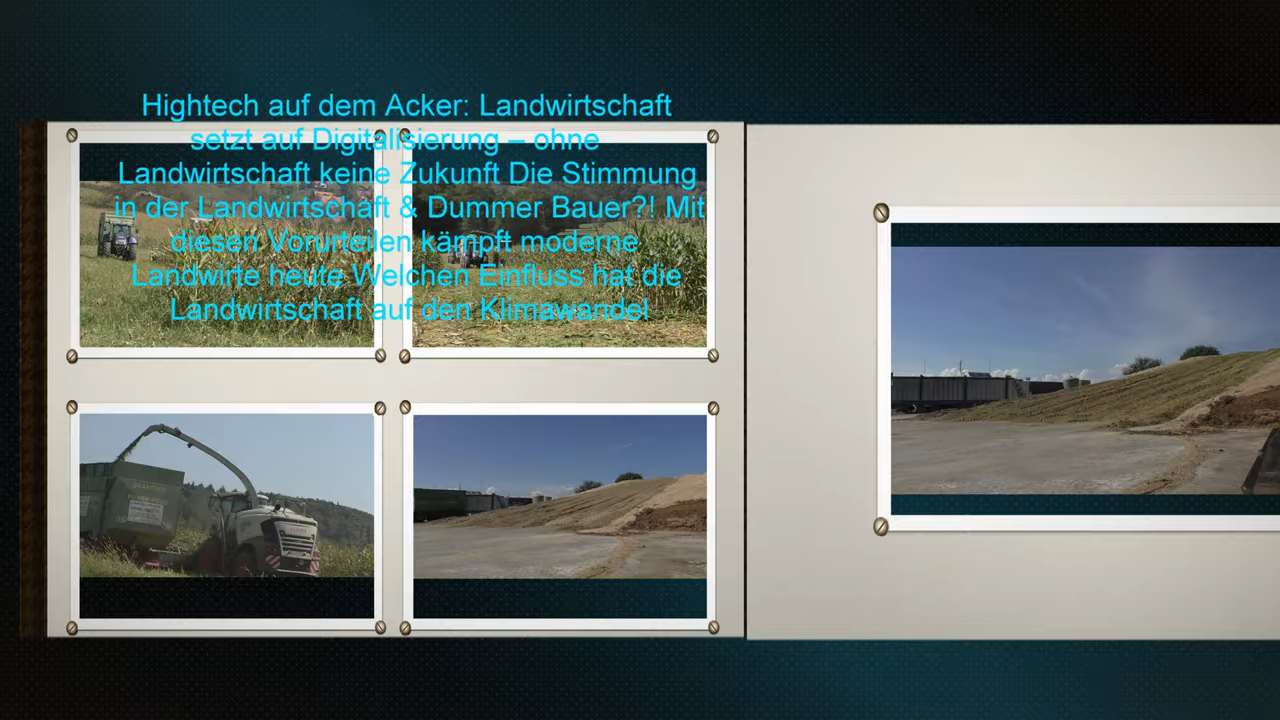 Hightech auf dem Acker: Landwirtschaft
setzt auf Digitalisierung – ohne
Landwirtschaft keine Zukunft Die Stimmung
in der Landwirtschaft & Dummer Bauer?! Mit
diesen Vorurteilen kämpft moderne
Landwirte heute Welchen Einfluss hat die
Landwirtschaft auf den Klimawandel